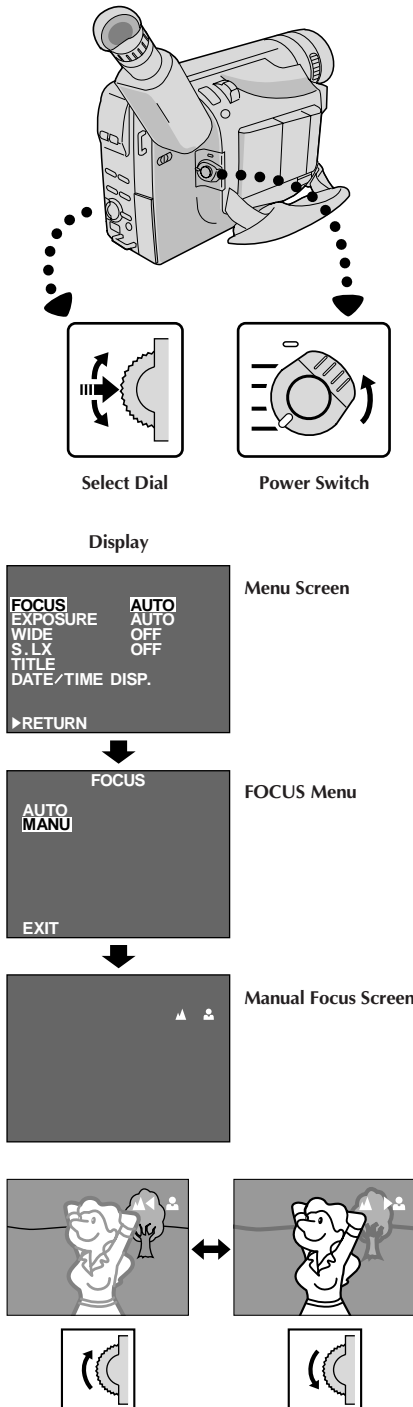 Select Dial
Power Switch
Display
Menu Screen
FOCUS AUTO
EXPOSURE AUTO
WIDE OFF
S.LX OFF
TITLE
DATE/TIME DISP.
▶RETURN
FOCUS Menu
FOCUS
AUTO
MANU
EXIT
Manual Focus Screen